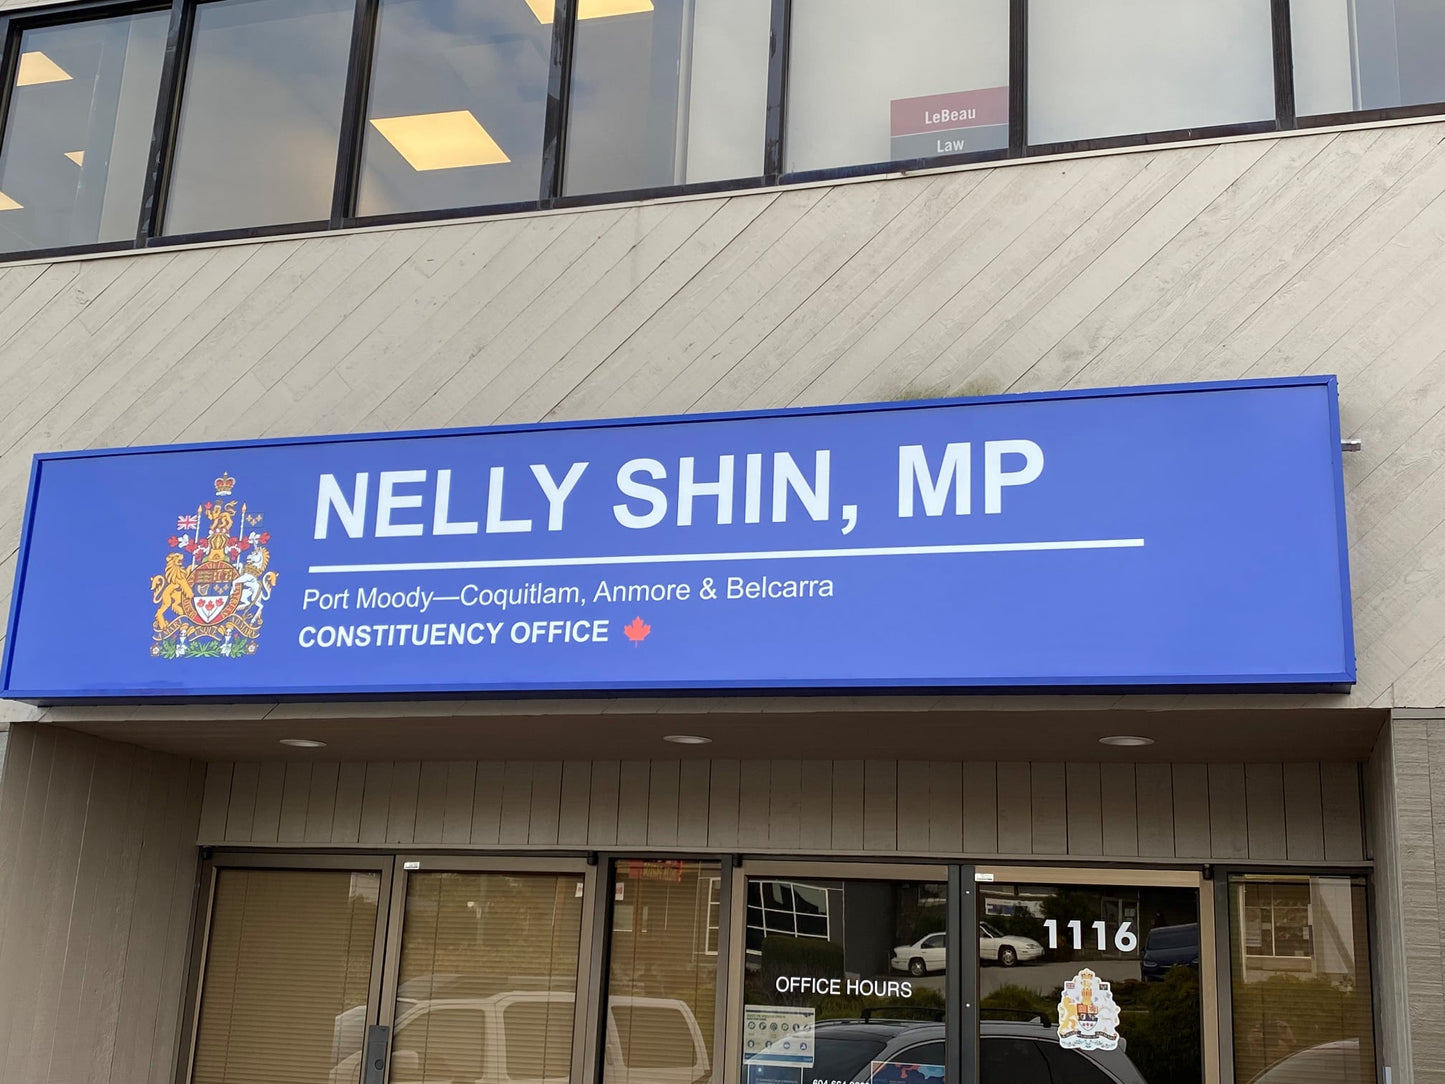 LeBeau
Law
NELLY SHIN, MP
Port Moody—Coquitlam, Anmore & Belcarra
CONSTITUENCY OFFICE
1116
OFFICE HOURS